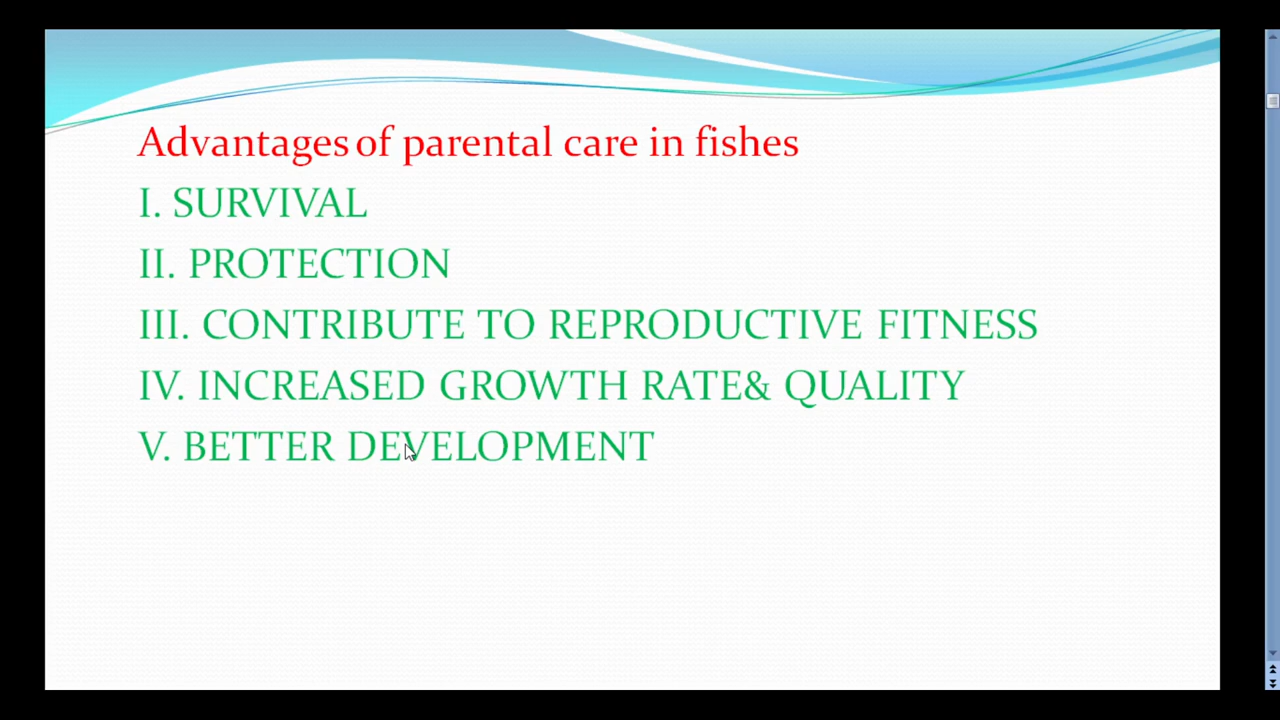 Advantages of parental care in fishes
I. SURVIVAL
II. PROTECTION
III. CONTRIBUTE TO REPRODUCTIVE FITNESS
IV. INCREASED GROWTH RATE& QUALITY
V. BETTER DEVELOPMENT